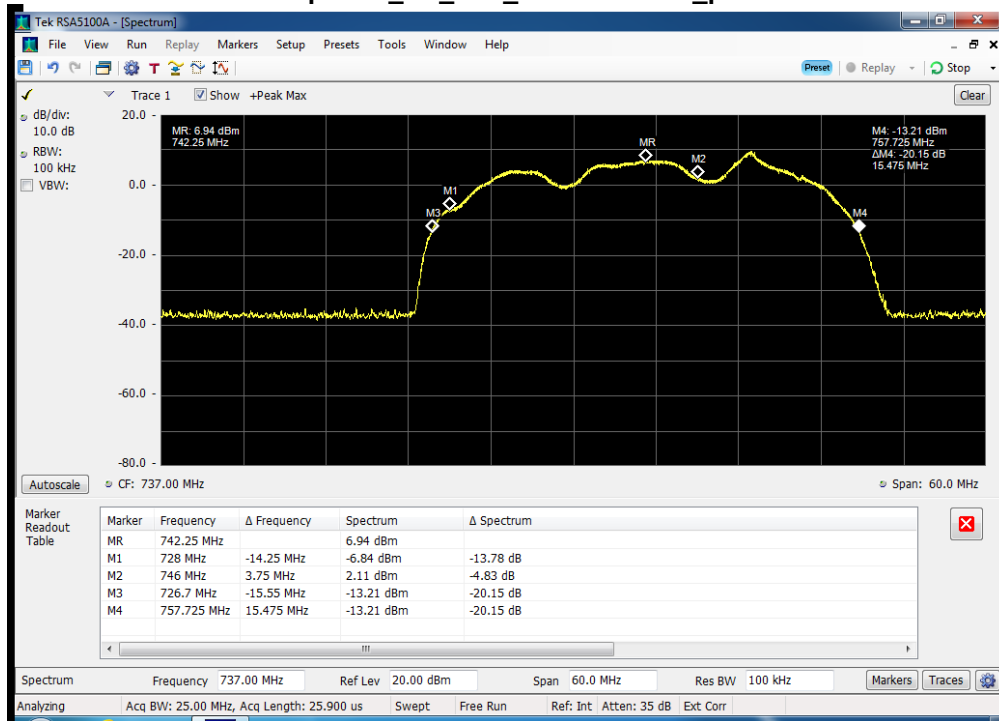 Tek RSA5100A - [Spectrum]
File View Run Replay Markers Setup Presets Tools Window Help
Preset Replay Stop
Trace 1 Show +Peak Max Clear
dB/div:
10.0 dB
RBW:
100 kHz
VBW:
20.0 -
0.0 -
-20.0 -
-40.0 -
-60.0 -
-80.0 -
MR: 6.94 dBm
742.25 MHz
M4: -13.21 dBm
757.725 MHz
ΔM4: -20.15 dB
15.475 MHz
MR
M2
M1
M3
M4
Autoscale CF: 737.00 MHz Span: 60.0 MHz
Marker
Readout
Table
Marker Frequency Δ Frequency Spectrum Δ Spectrum
MR 742.25 MHz 6.94 dBm
M1 728 MHz -14.25 MHz -6.84 dBm -13.78 dB
M2 746 MHz 3.75 MHz 2.11 dBm -4.83 dB
M3 726.7 MHz -15.55 MHz -13.21 dBm -20.15 dB
M4 757.725 MHz 15.475 MHz -13.21 dBm -20.15 dB
Spectrum Frequency 737.00 MHz Ref Lev 20.00 dBm Span 60.0 MHz Res BW 100 kHz Markers Traces
Analyzing Acq BW: 25.00 MHz, Acq Length: 25.900 us Swept Free Run Ref: Int Atten: 35 dB Ext Corr